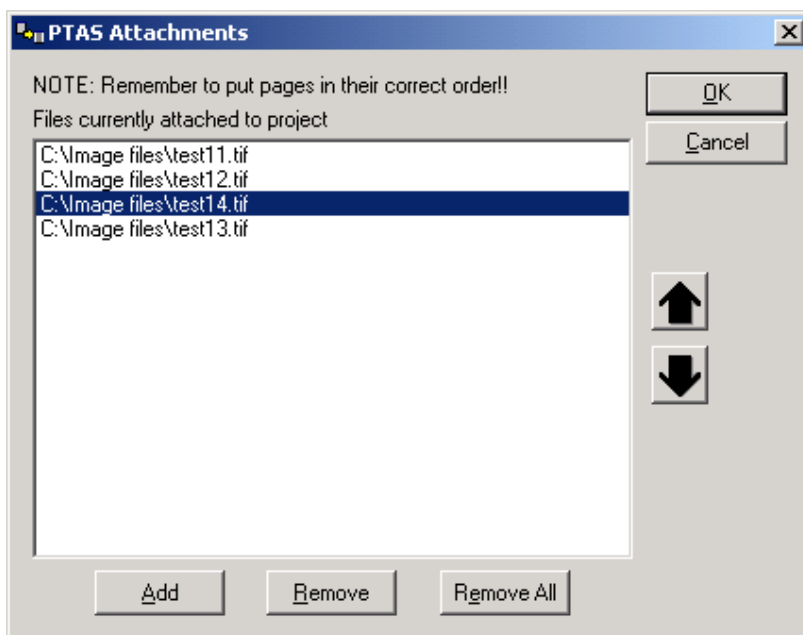 PTAS Attachments
NOTE: Remember to put pages in their correct order!!
OK
Files currently attached to project
Cancel
C:\Image files\test11.tif
C:\Image files\test12.tif
C:\Image files\test14.tif
C:\Image files\test13.tif
Add
Remove
Remove All